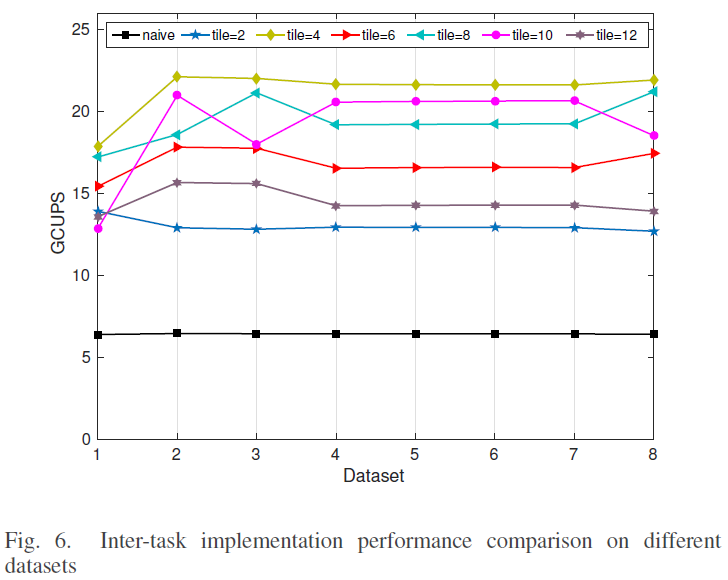 25
naive tile=2 tile=4 tile=6 tile=8 tile=10 tile=12
20
15
GCUPS
10
5
0
1 2 3 4 5 6 7 8
Dataset
Fig. 6. Inter-task implementation performance comparison on different
datasets